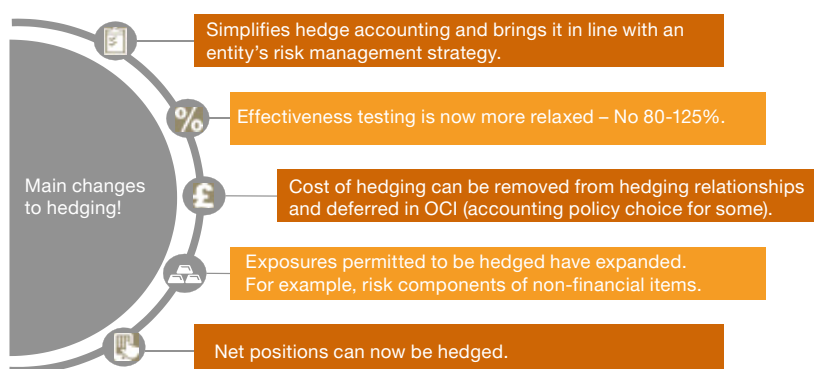 Simplifies hedge accounting and brings it in line with an
entity’s risk management strategy.
%
Effectiveness testing is now more relaxed – No 80-125%.
Main changes
to hedging!
£
Cost of hedging can be removed from hedging relationships
and deferred in OCI (accounting policy choice for some).
Exposures permitted to be hedged have expanded.
For example, risk components of non-financial items.
Net positions can now be hedged.